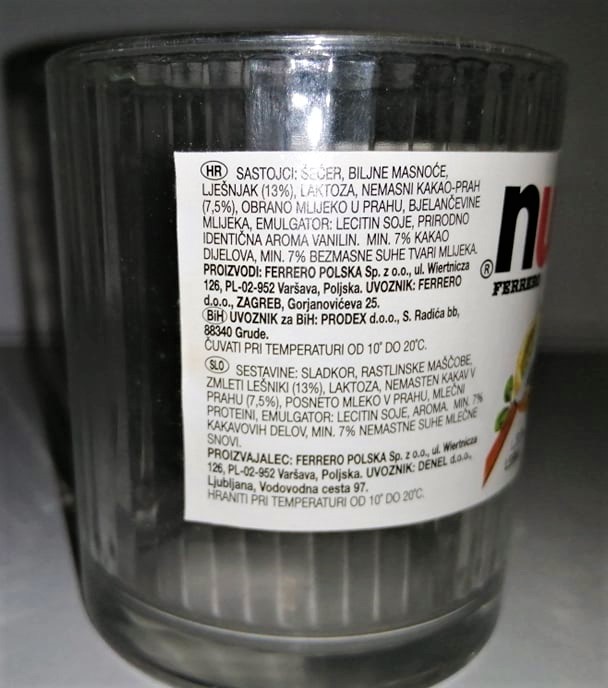 HR SASTOJCI: ŠEĆER, BILJNE MASNOĆE,
LJEŠNJAK (13%), LAKTOZA, NEMASNI KAKAO-PRAH
(7,5%), OBRANO MLIJEKO U PRAHU, BJELANČEVINE
MLIJEKA, EMULGATOR: LECITIN SOJE, PRIRODNO
IDENTIČNA AROMA VANILIN. MIN. 7% KAKAO
DIJELOVA, MIN. 7% BEZMASNE SUHE TVARI MLIJEKA.
PROIZVODI: FERRERO POLSKA Sp. z o.o., ul. Wiertnicza
126, PL-02-952 Varšava, Poljska. UVOZNIK: FERRERO
d.o.o., ZAGREB, Gorjanovićeva 25.
BiH UVOZNIK za BiH: PRODEX d.o.o., S. Radića bb,
88340 Grude.
ČUVATI PRI TEMPERATURI OD 10° DO 20°C.
SLO SESTAVINE: SLADKOR, RASTLINSKE MAŠČOBE,
ZMLETI LEŠNIKI (13%), LAKTOZA, NEMASTEN KAKAV V
PRAHU (7,5%), POSNETO MLEKO V PRAHU, MLEČNI
PROTEINI, EMULGATOR: LECITIN SOJE, AROMA. MIN. 7%
KAKAVOVIH DELOV, MIN. 7% NEMASTNE SUHE MLEČNE
SNOVI.
PROIZVAJALEC: FERRERO POLSKA Sp. z o.o., ul. Wiertnicza
126, PL-02-952 Varšava, Poljska. UVOZNIK: DENEL d.o.o.,
Ljubljana, Vodovodna cesta 97.
HRANITI PRI TEMPERATURI OD 10° DO 20°C.
® nu
FERRERO